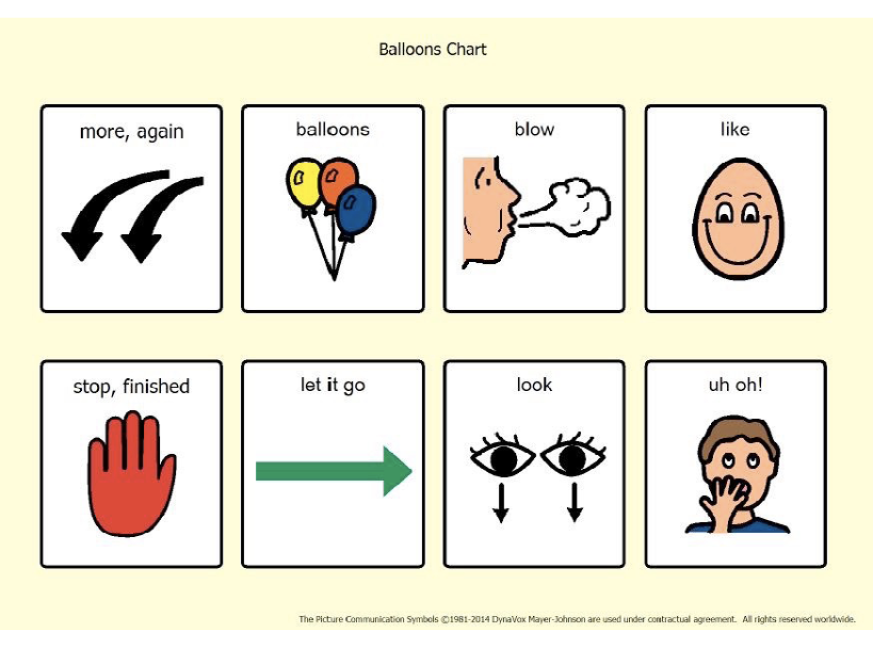 Balloons Chart
more, again
balloons
blow
like
stop, finished
let it go
look
uh oh!
The Picture Communication Symbols ©1981-2014 DynaVox Mayer-Johnson are used under contractual agreement. All rights reserved worldwide.